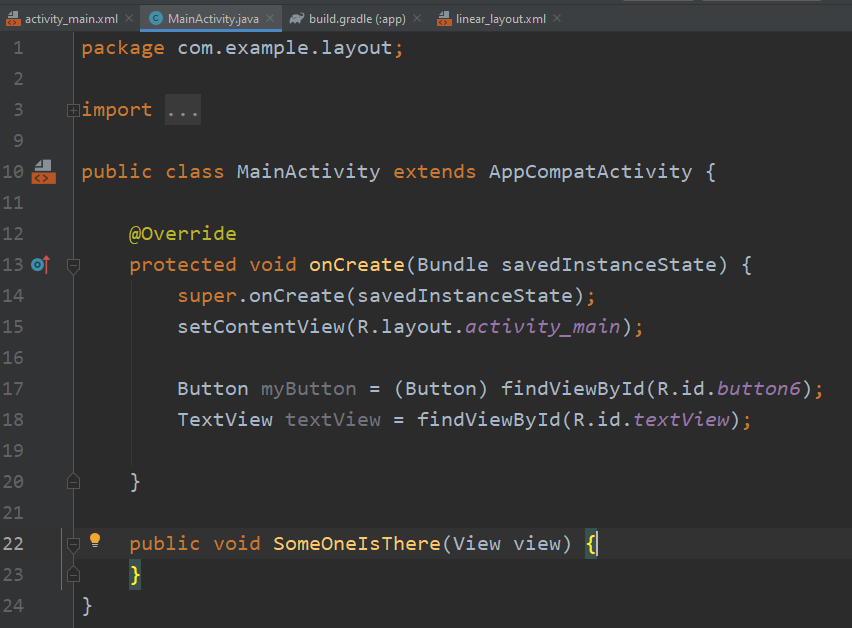 activity_main.xml MainActivity.java build.gradle (:app) linear_layout.xml
1 package com.example.layout;
2
3 import ...
9
10 public class MainActivity extends AppCompatActivity {
11
12 @Override
13 protected void onCreate(Bundle savedInstanceState) {
14 super.onCreate(savedInstanceState);
15 setContentView(R.layout.activity_main);
16
17 Button myButton = (Button) findViewById(R.id.button6);
18 TextView textView = findViewById(R.id.textView);
19
20 }
21
22 public void SomeOneIsThere(View view) {
23 }
24 }